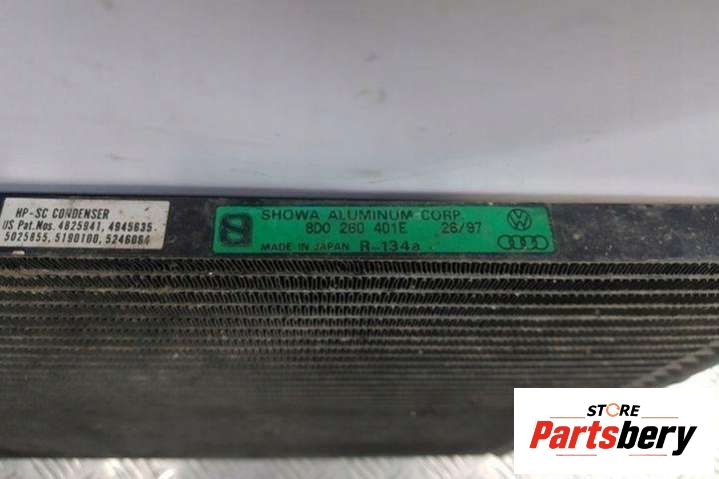 HP-SC CONDENSER
US Pat.Nos. 4825941, 4945635,
5025855, 5190100, 5246064
S
SHOWA ALUMINUM CORP.
8D0 260 401E 26/97
MADE IN JAPAN R-134a
STORE
Partsbery